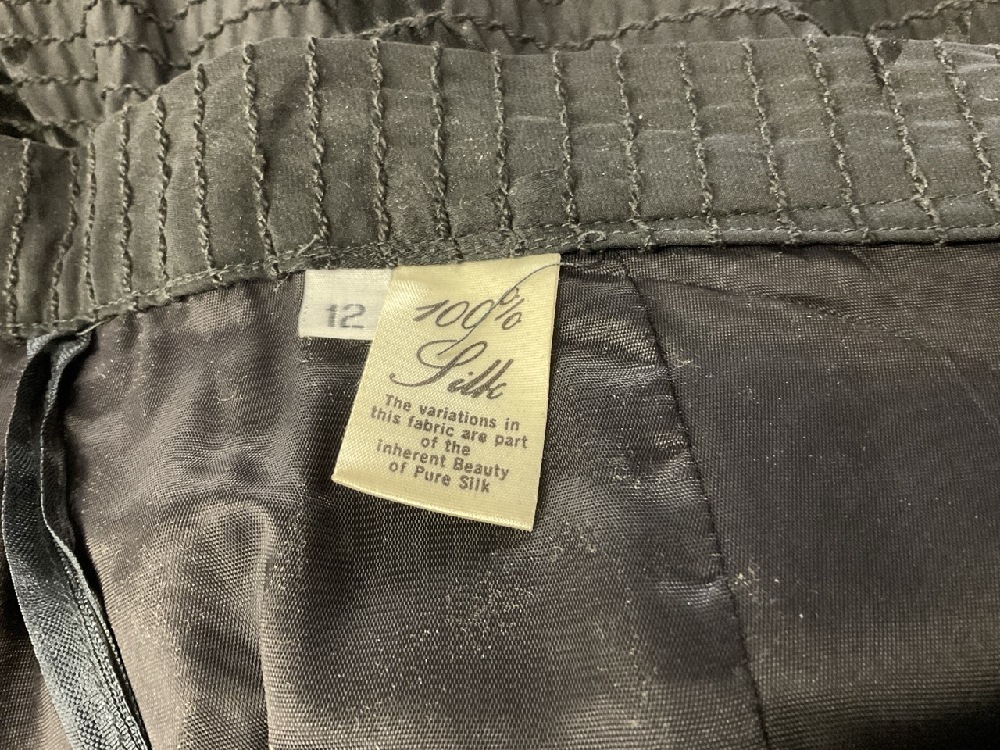 12
100%
Silk
The variations in
this fabric are part
of the
Inherent Beauty
of Pure Silk